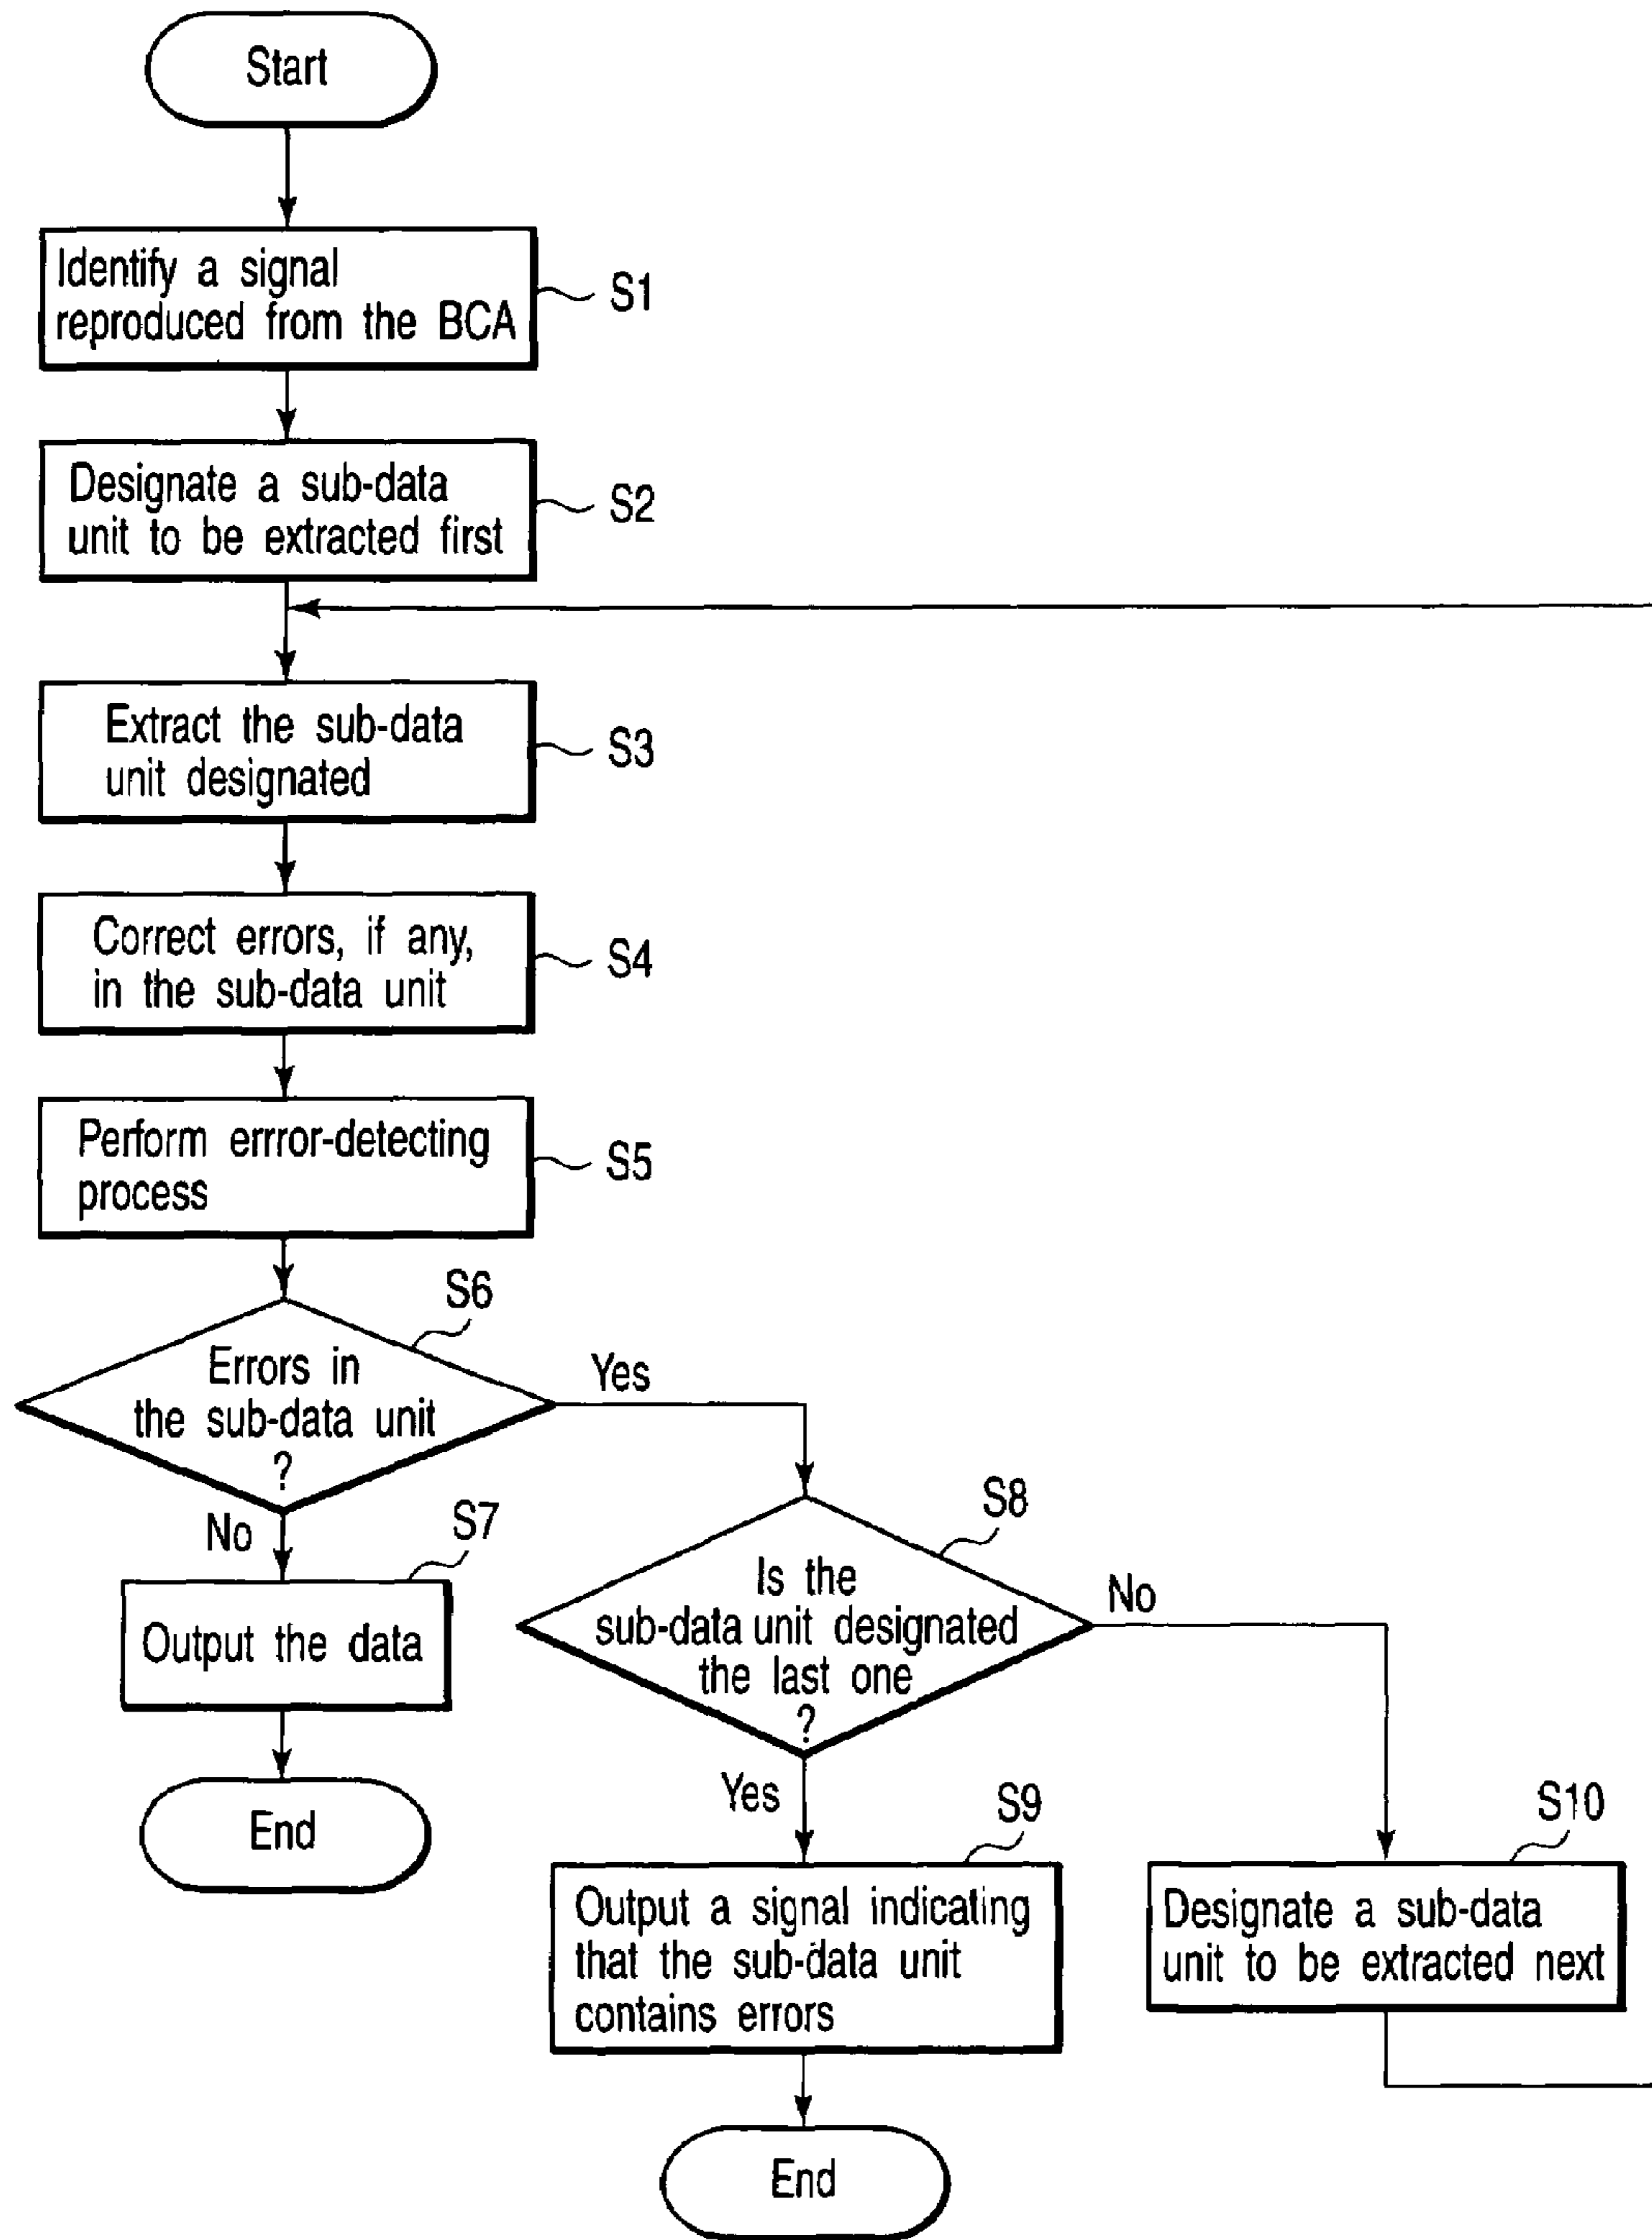 Start
Identify a signal
reproduced from the BCA
S1
Designate a sub-data
unit to be extracted first
S2
Extract the sub-data
unit designated
S3
Correct errors, if any,
in the sub-data unit
S4
Perform errror-detecting
process
S5
S6
Errors in
the sub-data unit
?
Yes
No
S7
Output the data
End
S8
Is the
sub-data unit designated
the last one
?
No
Yes
S9
Output a signal indicating
that the sub-data unit
contains errors
End
S10
Designate a sub-data
unit to be extracted next